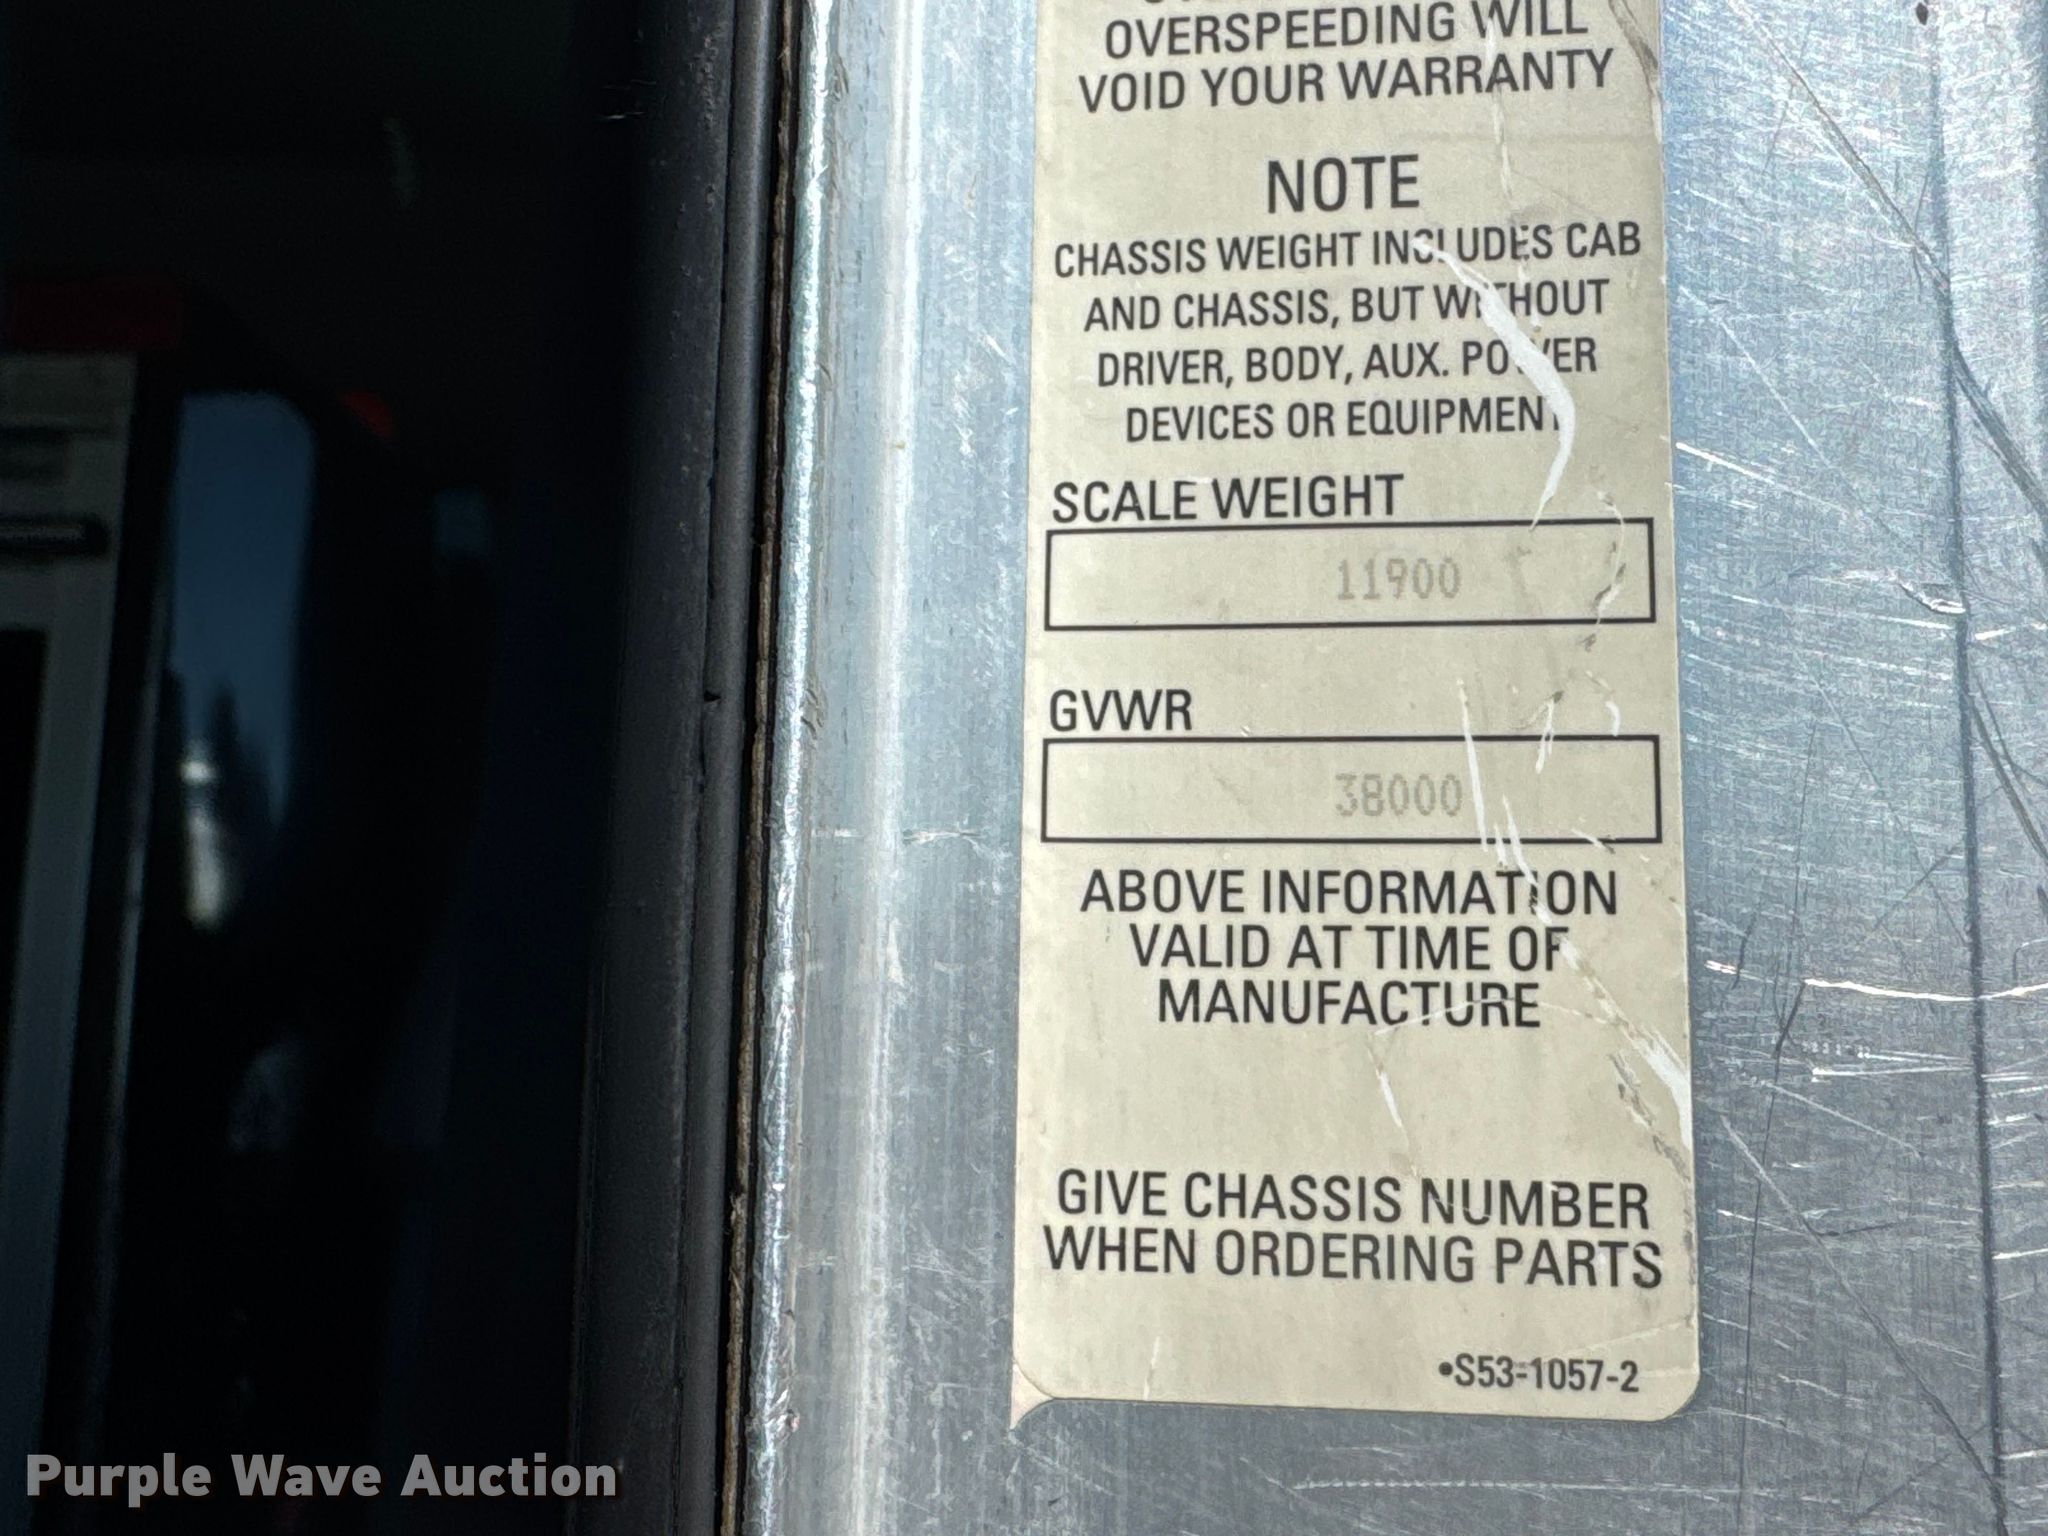 OVERSPEEDING WILL
VOID YOUR WARRANTY
NOTE
CHASSIS WEIGHT INCLUDES CAB
AND CHASSIS, BUT WITHOUT
DRIVER, BODY, AUX. POWER
DEVICES OR EQUIPMENT
SCALE WEIGHT
11900
GVWR
38000
ABOVE INFORMATION
VALID AT TIME OF
MANUFACTURE
GIVE CHASSIS NUMBER
WHEN ORDERING PARTS
•S53-1057-2
Purple Wave Auction